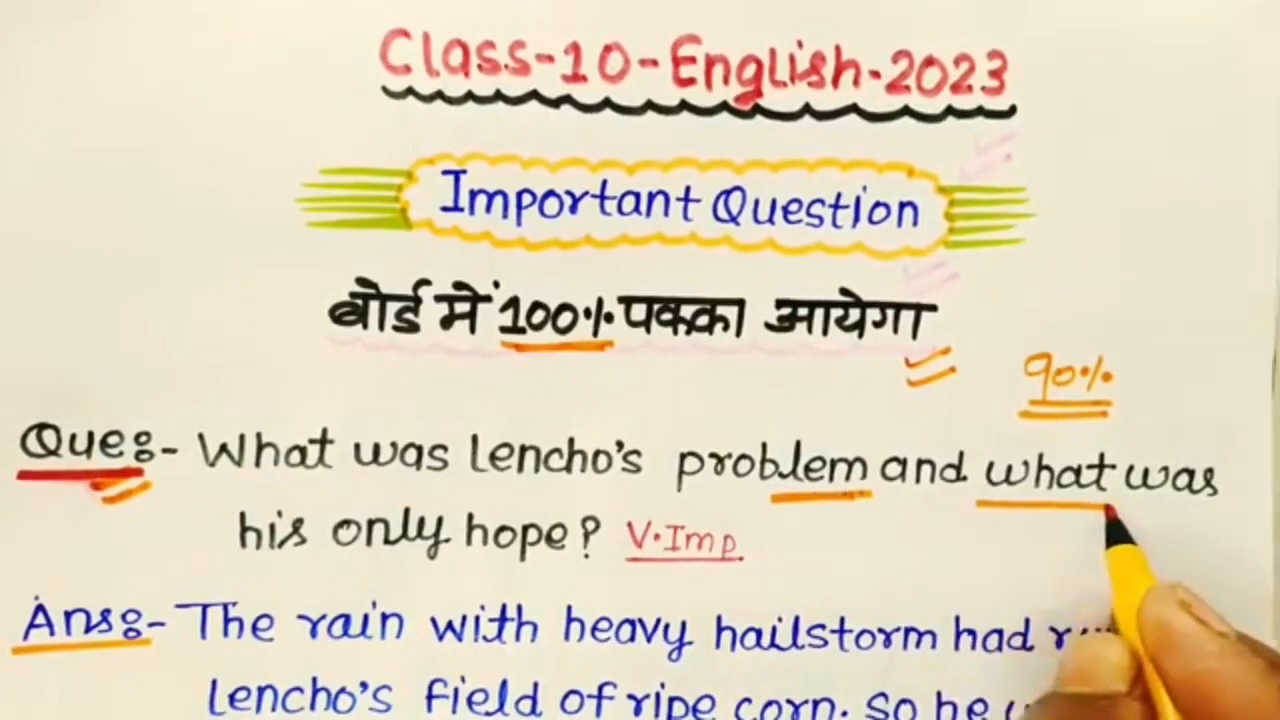 Class-10-English-2023
Important Question
बोर्ड में 100% पक्का आयेगा
90%
Que:- What was Lencho's problem and what was
his only hope? V.Imp
Ans:- The rain with heavy hailstorm had
Lencho's field of ripe corn. So he